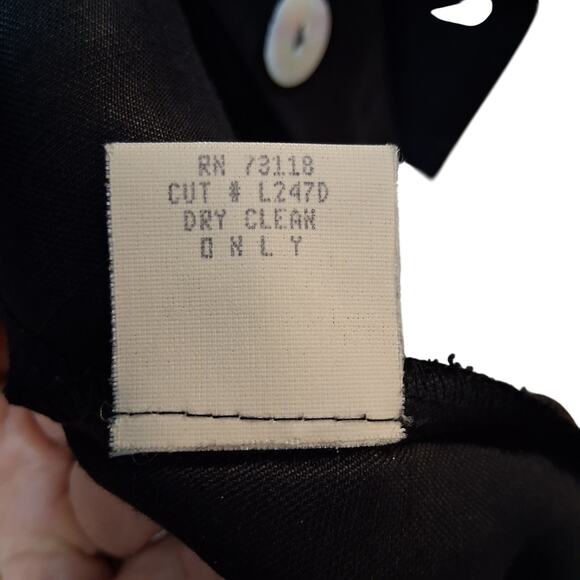 RN 73118
CUT # L247D
DRY CLEAN
O N L Y